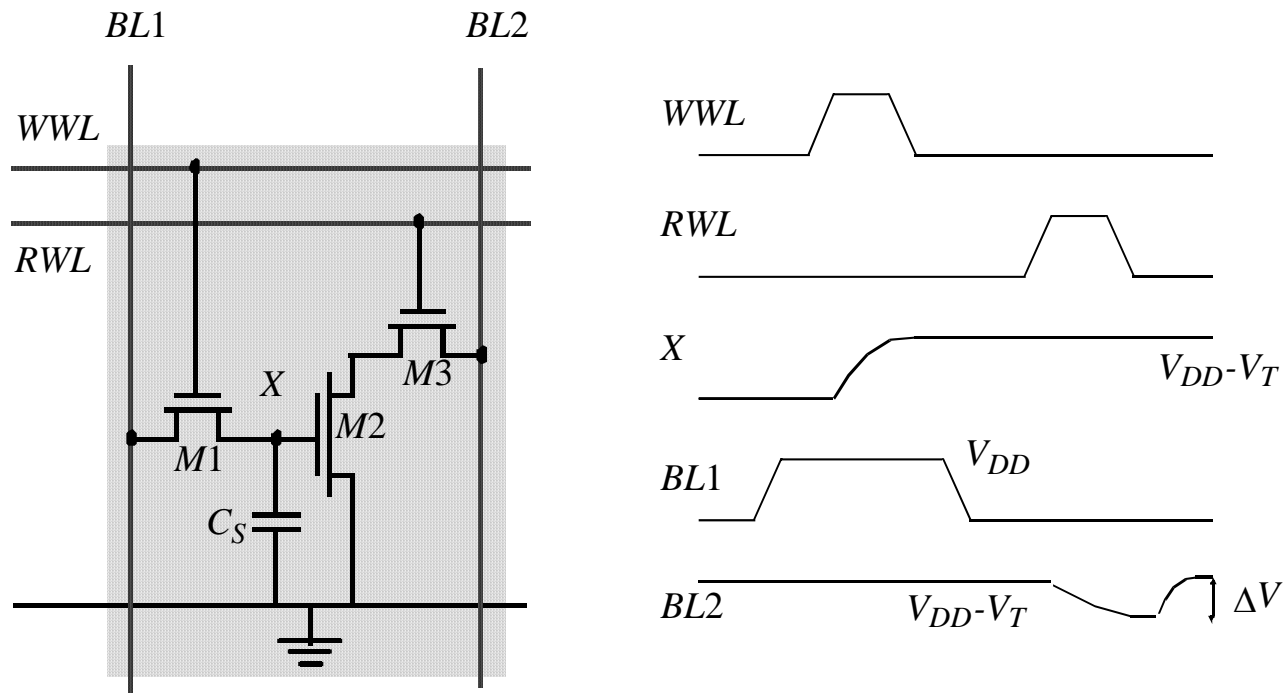 BL1
BL2
WWL
RWL
M3
X
M2
M1
C_S
WWL
RWL
X
V_DD-V_T
BL1
V_DD
BL2
V_DD-V_T
ΔV